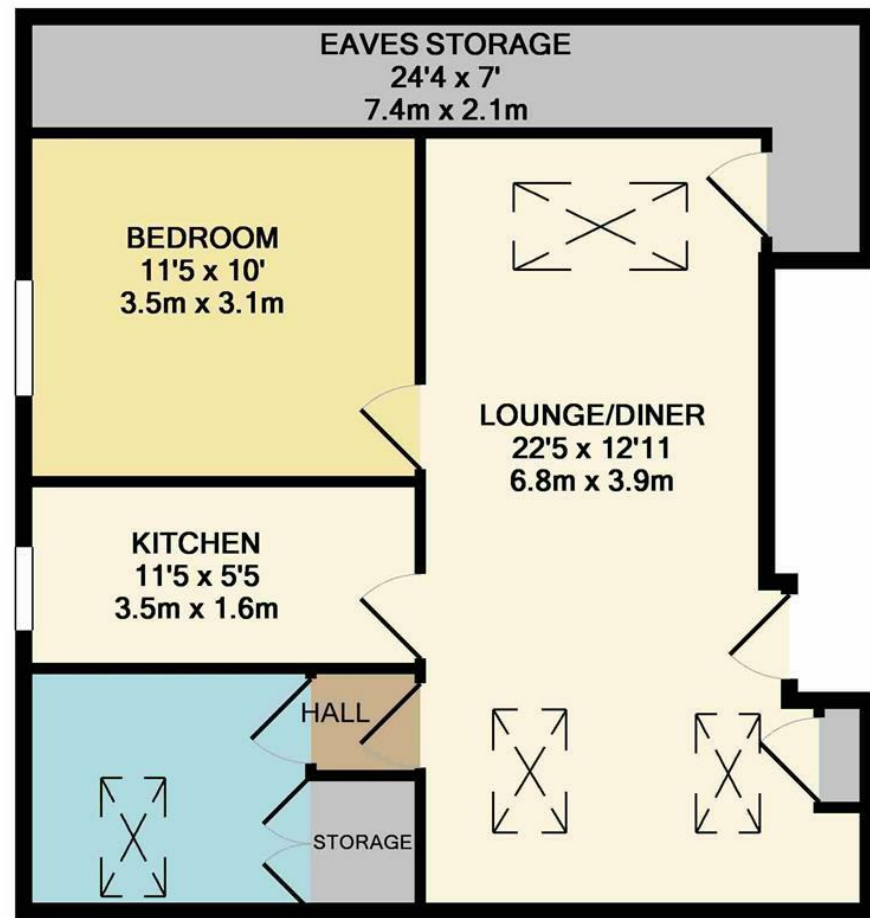 EAVES STORAGE
24'4 x 7'
7.4m x 2.1m
BEDROOM
11'5 x 10'
3.5m x 3.1m
LOUNGE/DINER
22'5 x 12'11
6.8m x 3.9m
KITCHEN
11'5 x 5'5
3.5m x 1.6m
HALL
STORAGE